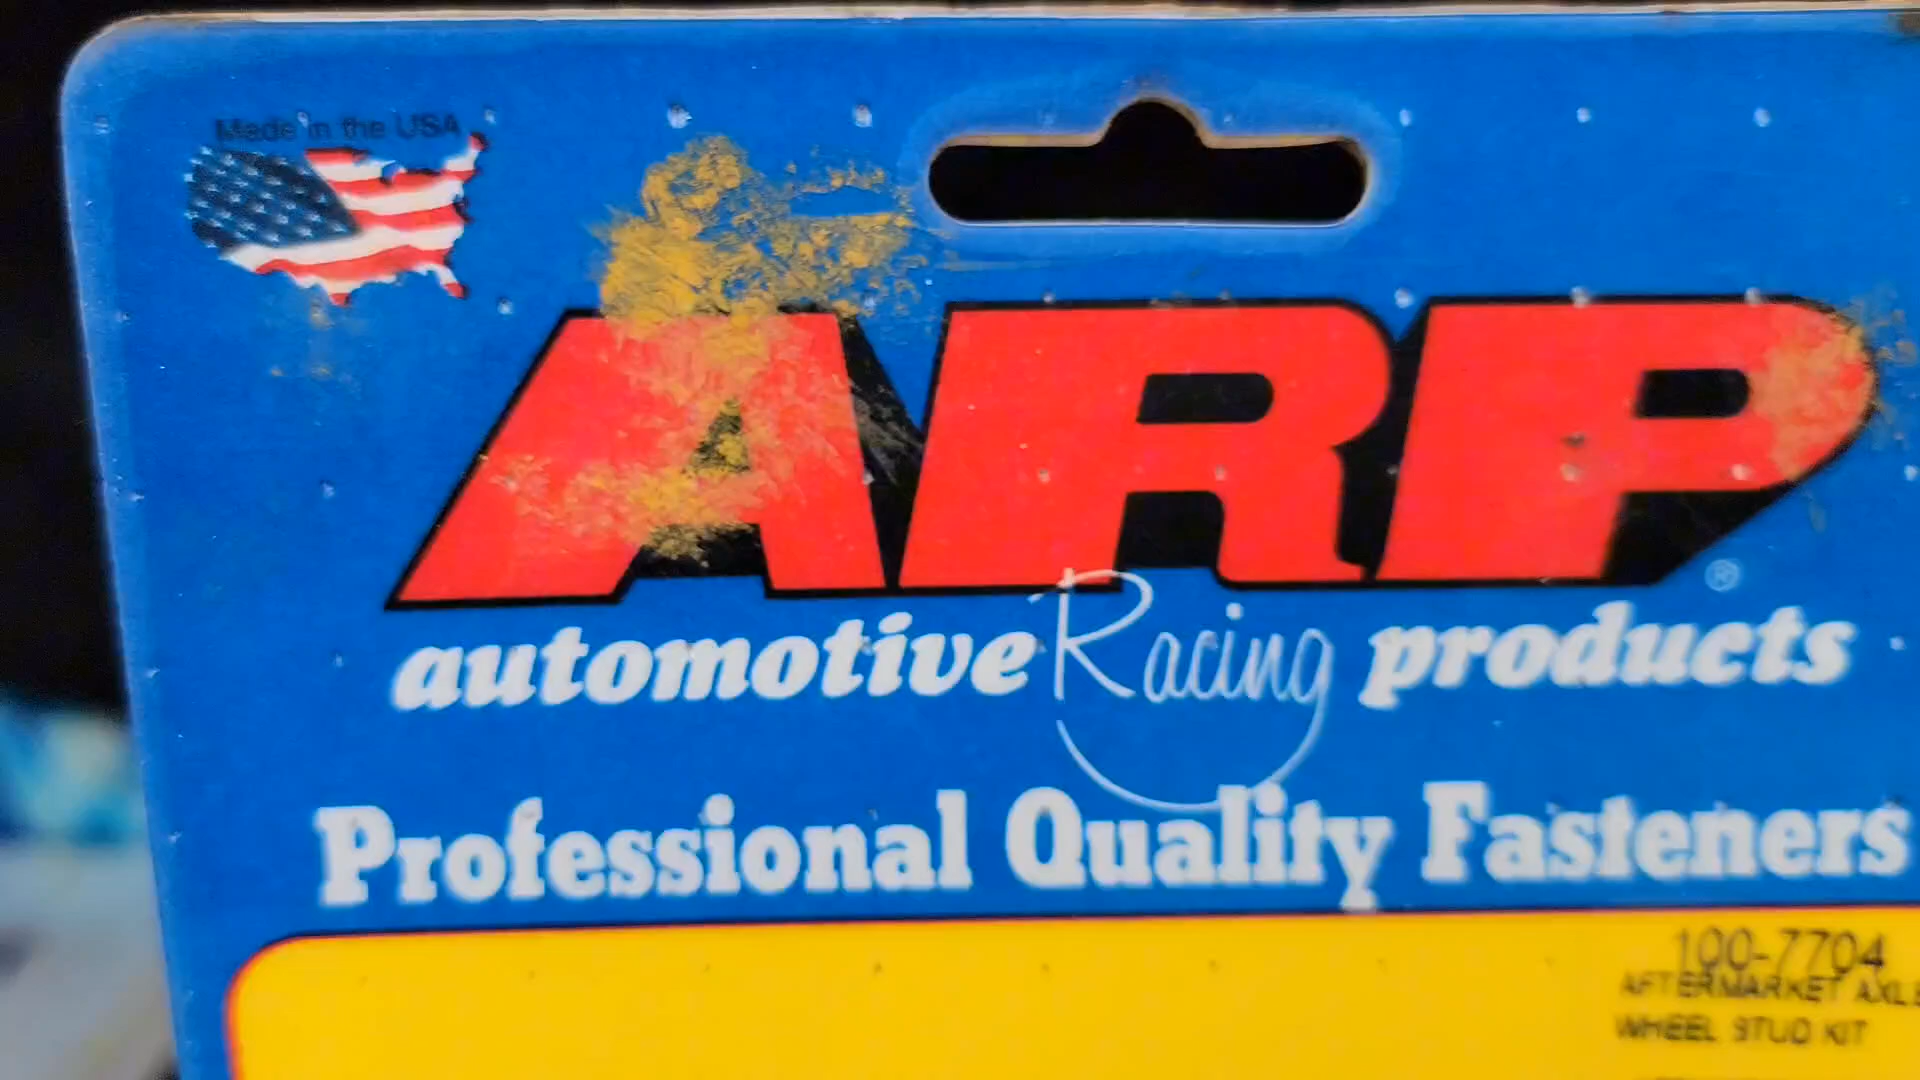 Made in the USA
ARP®
automotive Racing products
Professional Quality Fasteners
100-7704
AFTERMARKET AXLE
WHEEL STUD KIT